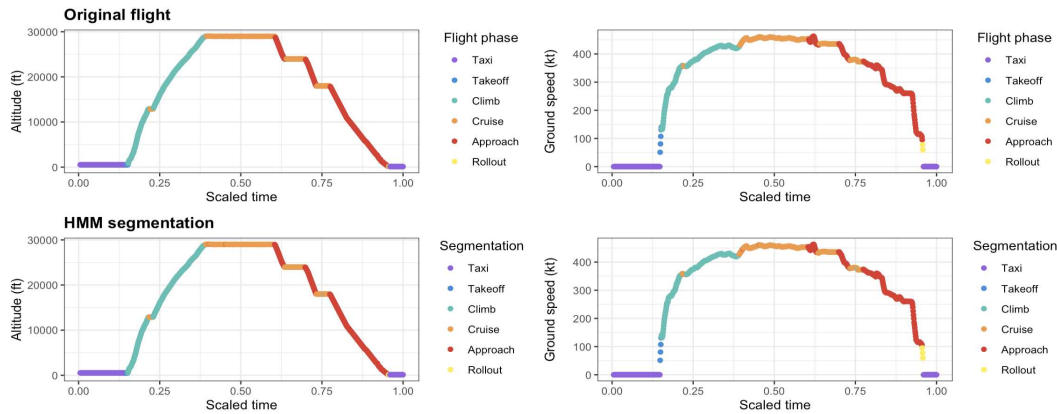 Original flight
30000
20000
10000
0
Altitude (ft)
0.00 0.25 0.50 0.75 1.00
Scaled time
Flight phase
Taxi
Takeoff
Climb
Cruise
Approach
Rollout
400
300
200
100
0
Ground speed (kt)
0.00 0.25 0.50 0.75 1.00
Scaled time
Flight phase
Taxi
Takeoff
Climb
Cruise
Approach
Rollout
HMM segmentation
30000
20000
10000
0
Altitude (ft)
0.00 0.25 0.50 0.75 1.00
Scaled time
Segmentation
Taxi
Takeoff
Climb
Cruise
Approach
Rollout
400
300
200
100
0
Ground speed (kt)
0.00 0.25 0.50 0.75 1.00
Scaled time
Segmentation
Taxi
Takeoff
Climb
Cruise
Approach
Rollout